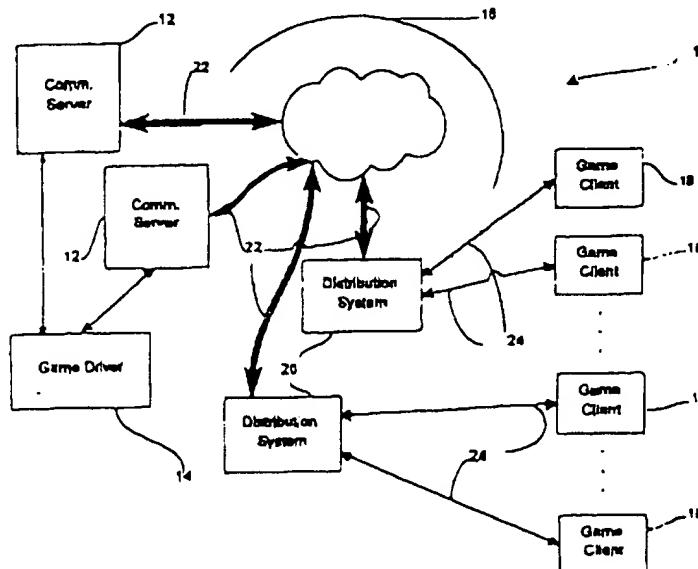 12
16
22
Comm.
Server
Game
Client
18
Comm.
Server
12
22
22
Game
Client
Distribution
System
24
Game Driver
20
Game
Client
Distribution
System
24
14
Game
Client